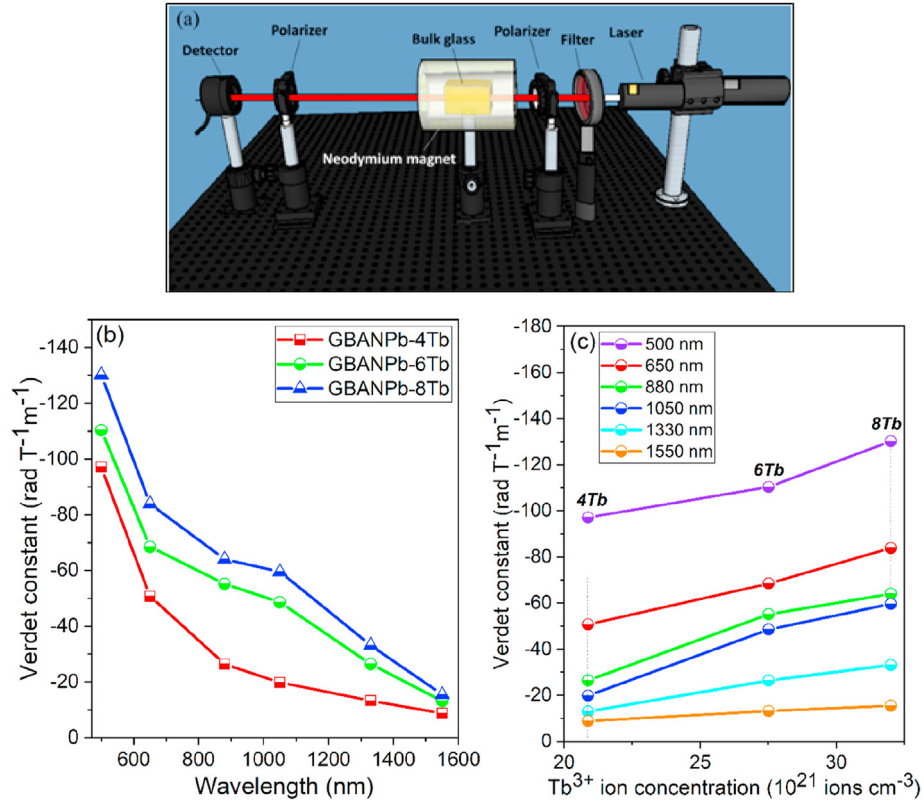 (a)
Detector
Polarizer
Bulk glass
Polarizer
Filter
Laser
Neodymium magnet
(b)
GBANPb-4Tb
GBANPb-6Tb
GBANPb-8Tb
-140
-120
-100
-80
-60
-40
-20
0
600 800 1000 1200 1400 1600
Verdet constant (rad T⁻¹m⁻¹)
Wavelength (nm)
(c)
500 nm
650 nm
880 nm
1050 nm
1330 nm
1550 nm
4Tb
6Tb
8Tb
-180
-160
-140
-120
-100
-80
-60
-40
-20
0
20 25 30
Verdet constant (rad T⁻¹m⁻¹)
Tb³⁺ ion concentration (10²¹ ions cm⁻³)